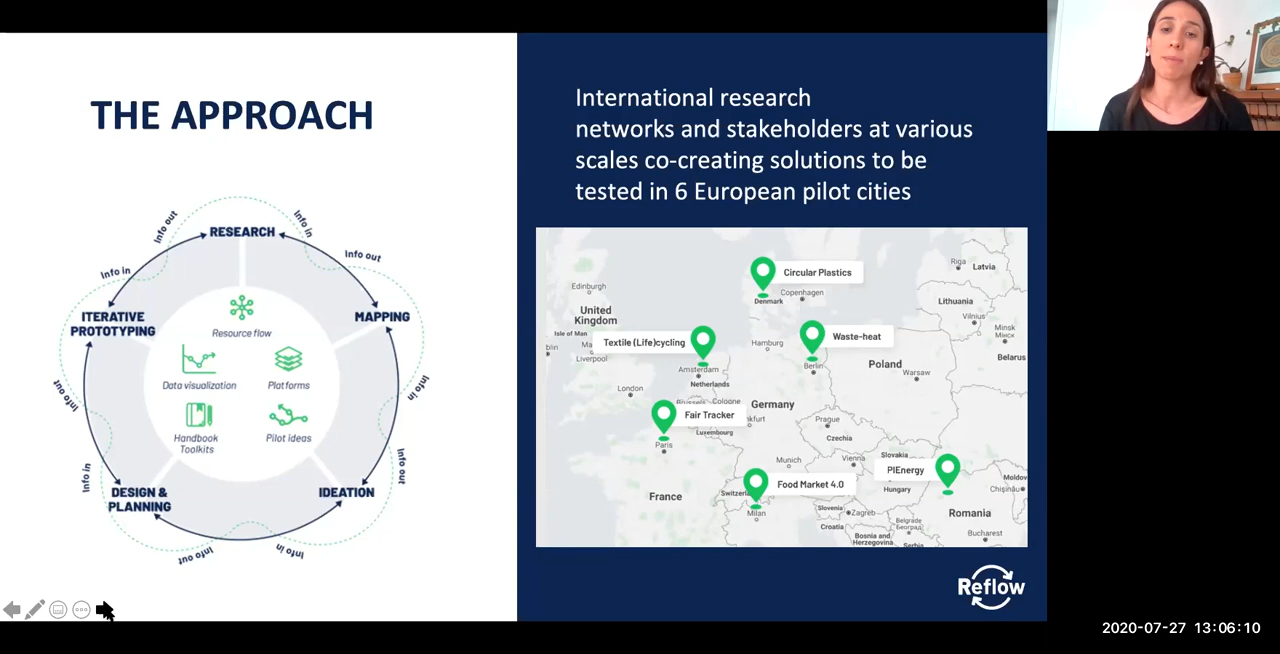 THE APPROACH
Info out
Info in
RESEARCH
Info out
Info in
ITERATIVE
PROTOTYPING
MAPPING
Resource flow
Data visualization
Platforms
Handbook
Toolkits
Pilot ideas
Info out
Info in
Info in
Info out
DESIGN &
PLANNING
IDEATION
Info out
Info in
International research
networks and stakeholders at various
scales co-creating solutions to be
tested in 6 European pilot cities
Circular Plastics
Riga
Latvia
Edinburgh
Denmark
Copenhagen
Lithuania
United
Kingdom
Vilnius
Minsk
Мінск
Isle of Man
Textile (Life)cycling
Hamburg
Waste-heat
Liverpool
Belarus
Amsterdam
Netherlands
Berlin
Poland
Warsaw
London
Cologne
Germany
Fair Tracker
Luxembourg
Paris
Prague
Czechia
Munich
Vienna
Slovakia
PIEnergy
Hungary
Food Market 4.0
France
Milan
Slovenia
Zagreb
Croatia
Romania
Belgrade
Београд
Bosnia and
Herzegovina
Serbia
Bucharest
Reflow
2020-07-27 13:06:10